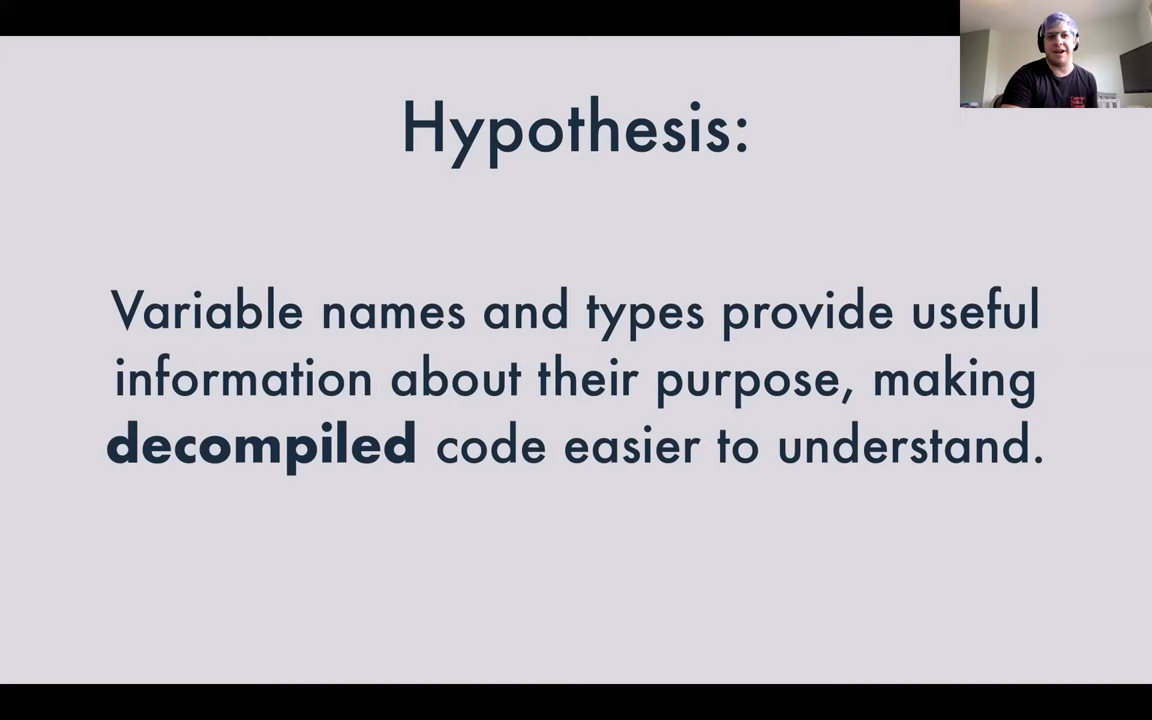 Hypothesis:
Variable names and types provide useful
information about their purpose, making
decompiled code easier to understand.